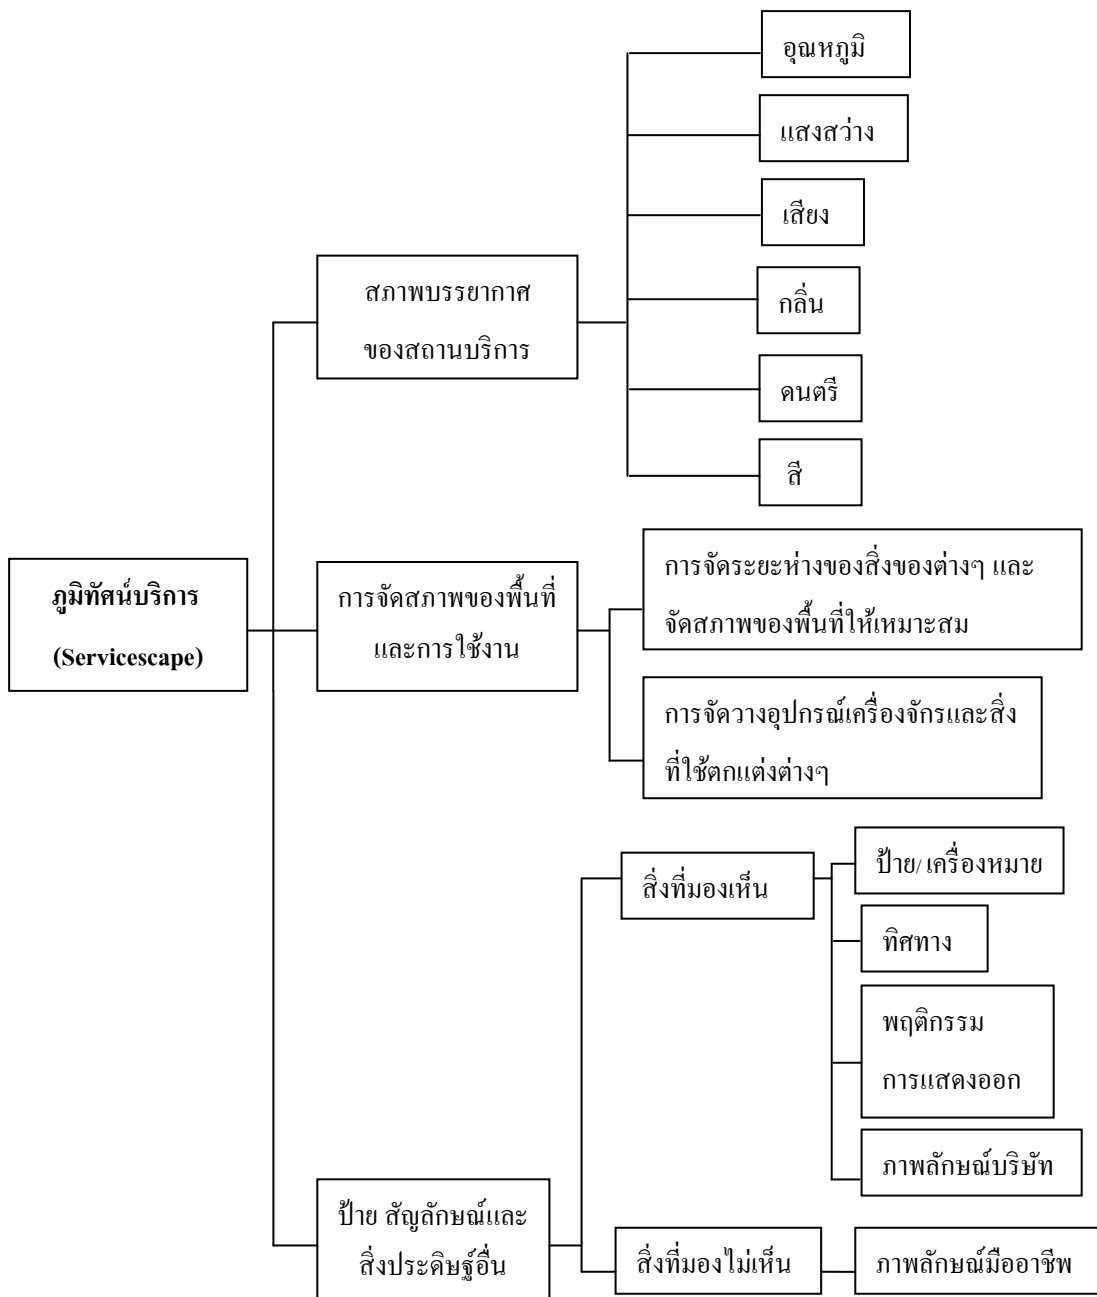 อุณหภูมิ
แสงสว่าง
เสียง
กลิ่น
ดนตรี
สี
สภาพบรรยากาศ
ของสถานบริการ
ภูมิทัศน์บริการ
(Servicescape)
การจัดสภาพของพื้นที่
และการใช้งาน
การจัดระยะห่างของสิ่งของต่างๆ และ
จัดสภาพของพื้นที่ให้เหมาะสม
การจัดวางอุปกรณ์เครื่องจักรและสิ่ง
ที่ใช้ตกแต่งต่างๆ
ป้าย สัญลักษณ์และ
สิ่งประดิษฐ์อื่น
สิ่งที่มองเห็น
ป้าย/เครื่องหมาย
ทิศทาง
พฤติกรรม
การแสดงออก
ภาพลักษณ์บริษัท
สิ่งที่มองไม่เห็น
ภาพลักษณ์มืออาชีพ